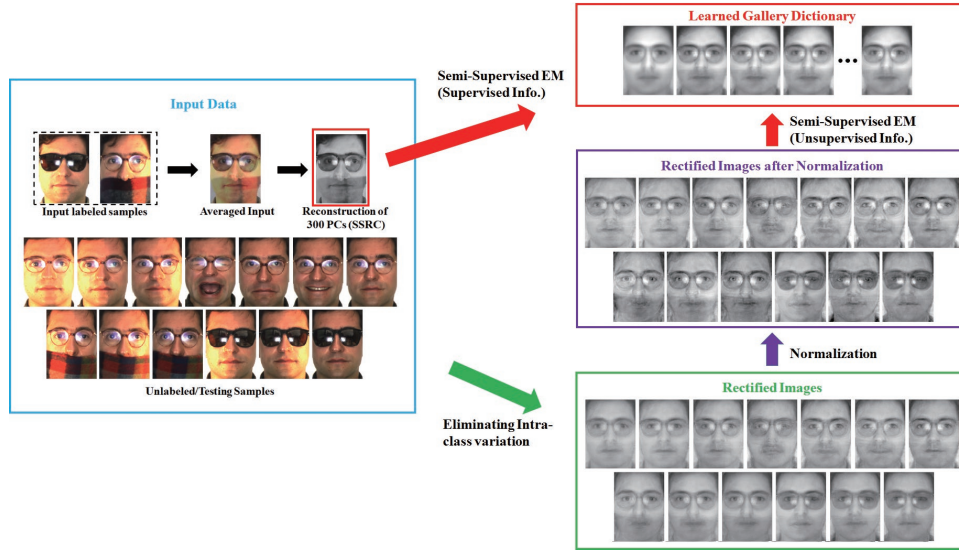 Input Data
Input labeled samples
Averaged Input
Reconstruction of
300 PCs (SSRC)
Unlabeled/Testing Samples
Semi-Supervised EM
(Supervised Info.)
Eliminating Intra-
class variation
Learned Gallery Dictionary
...
Semi-Supervised EM
(Unsupervised Info.)
Rectified Images after Normalization
Normalization
Rectified Images